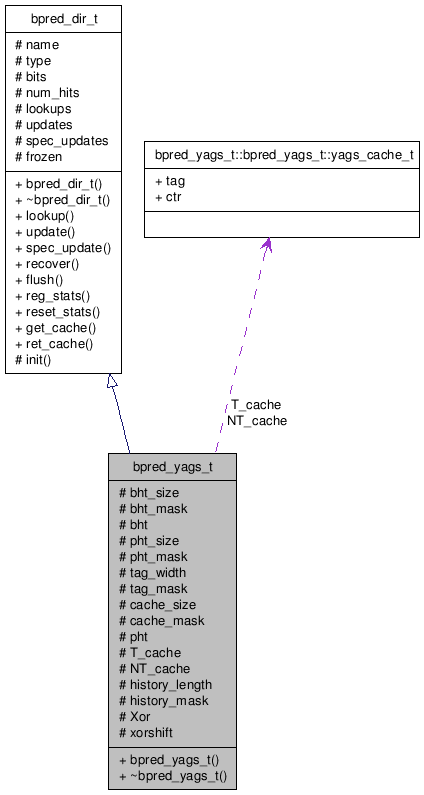 bpred_dir_t
# name
# type
# bits
# num_hits
# lookups
# updates
# spec_updates
# frozen
+ bpred_dir_t()
+ ~bpred_dir_t()
+ lookup()
+ update()
+ spec_update()
+ recover()
+ flush()
+ reg_stats()
+ reset_stats()
+ get_cache()
+ ret_cache()
# init()
bpred_yags_t::bpred_yags_t::yags_cache_t
+ tag
+ ctr
T_cache
NT_cache
bpred_yags_t
# bht_size
# bht_mask
# bht
# pht_size
# pht_mask
# tag_width
# tag_mask
# cache_size
# cache_mask
# pht
# T_cache
# NT_cache
# history_length
# history_mask
# Xor
# xorshift
+ bpred_yags_t()
+ ~bpred_yags_t()